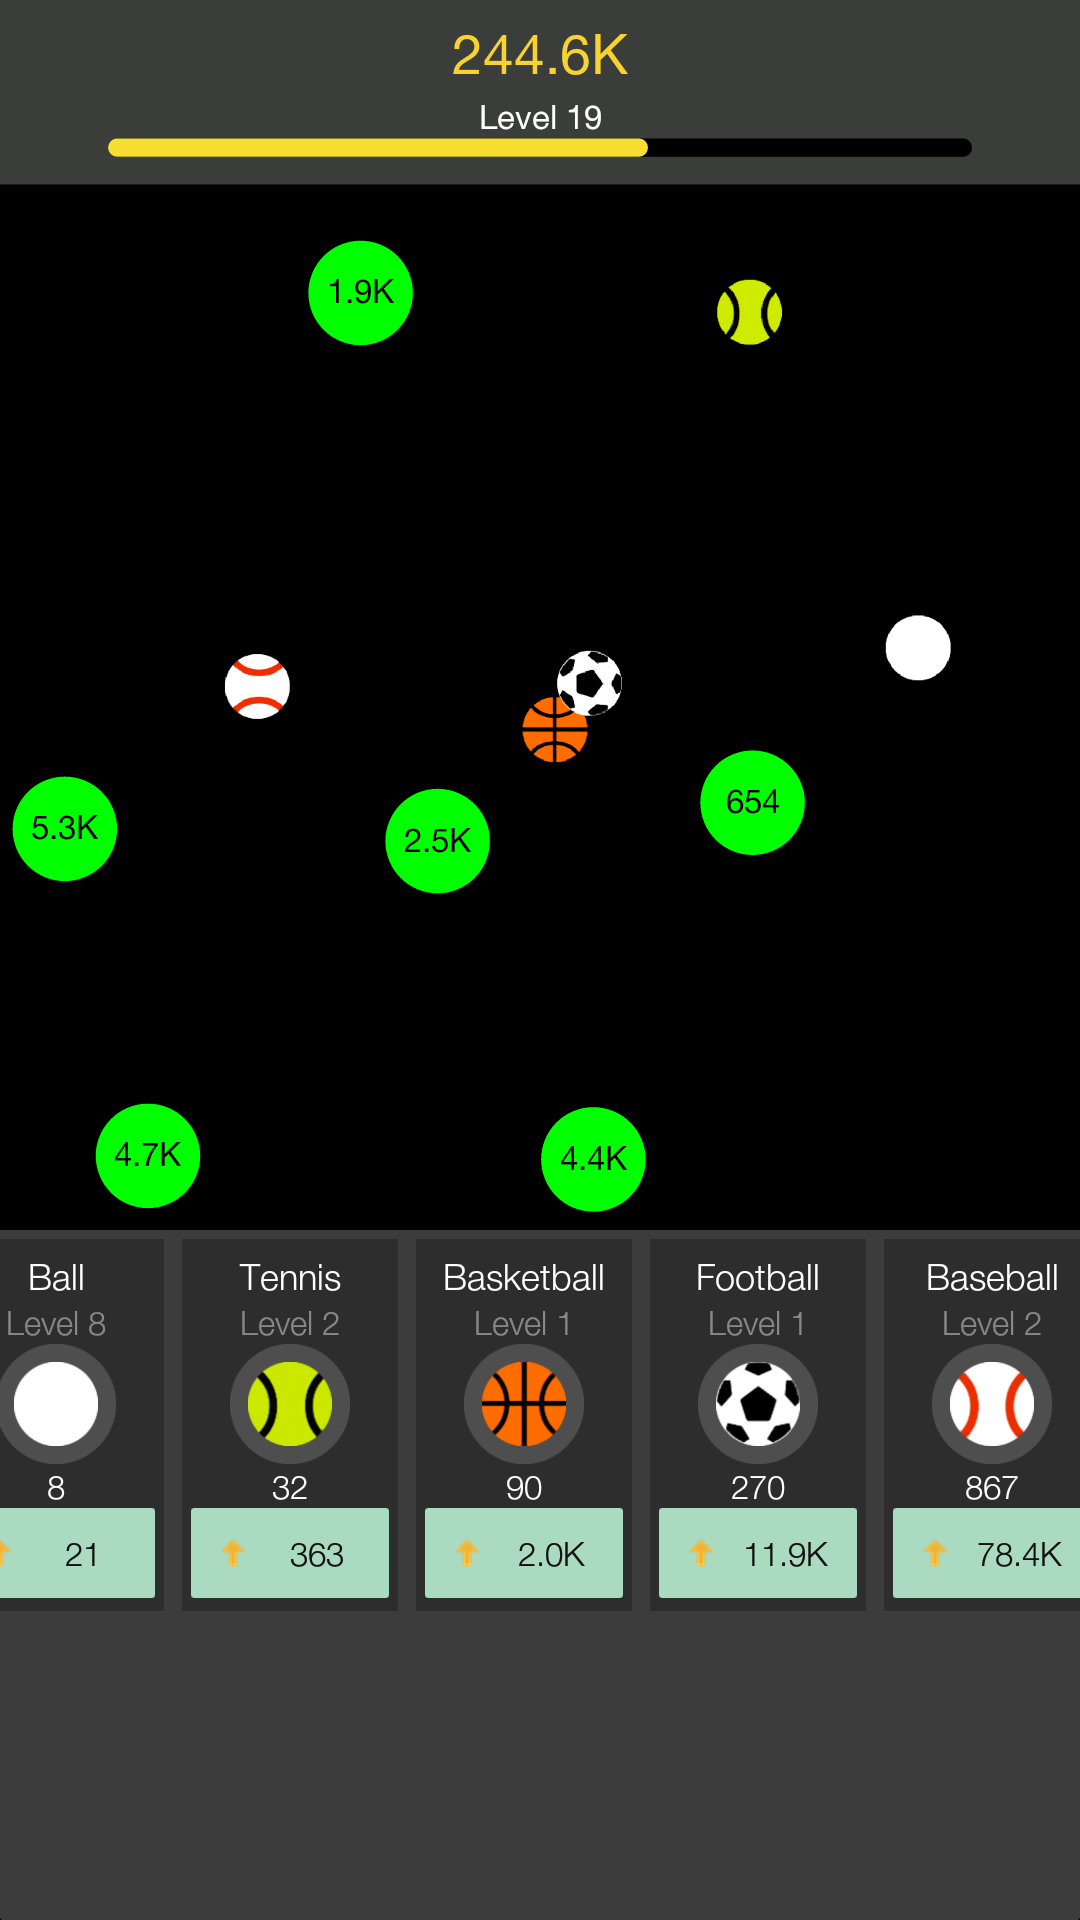 244.6K
Level 19
1.9K
654
5.3K
2.5K
4.7K
4.4K
Ball
Level 8
8
21
Tennis
Level 2
32
363
Basketball
Level 1
90
2.0K
Football
Level 1
270
11.9K
Baseball
Level 2
867
78.4K